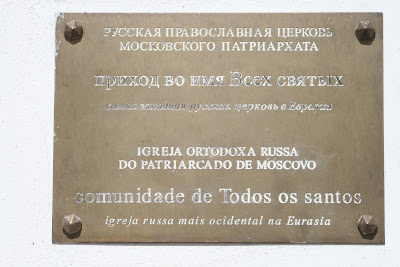 РУССКАЯ ПРАВОСЛАВНАЯ ЦЕРКОВЬ
МОСКОВСКОГО ПАТРИАРХАТА
приход во имя Всех святых
самая западная русская церковь в Евразии
IGREJA ORTODOXA RUSSA
DO PATRIARCADO DE MOSCOVO
comunidade de Todos os santos
igreja russa mais ocidental na Eurasia